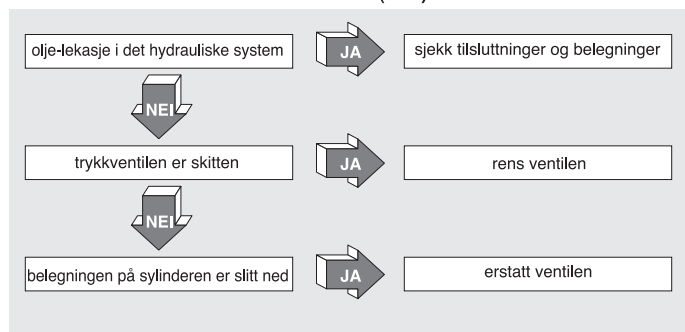 olje-lekasje i det hydrauliske system
JA
sjekk tilsluttninger og belegninger
NEI
trykkventilen er skitten
JA
rens ventilen
NEI
belegningen på sylinderen er slitt ned
JA
erstatt ventilen